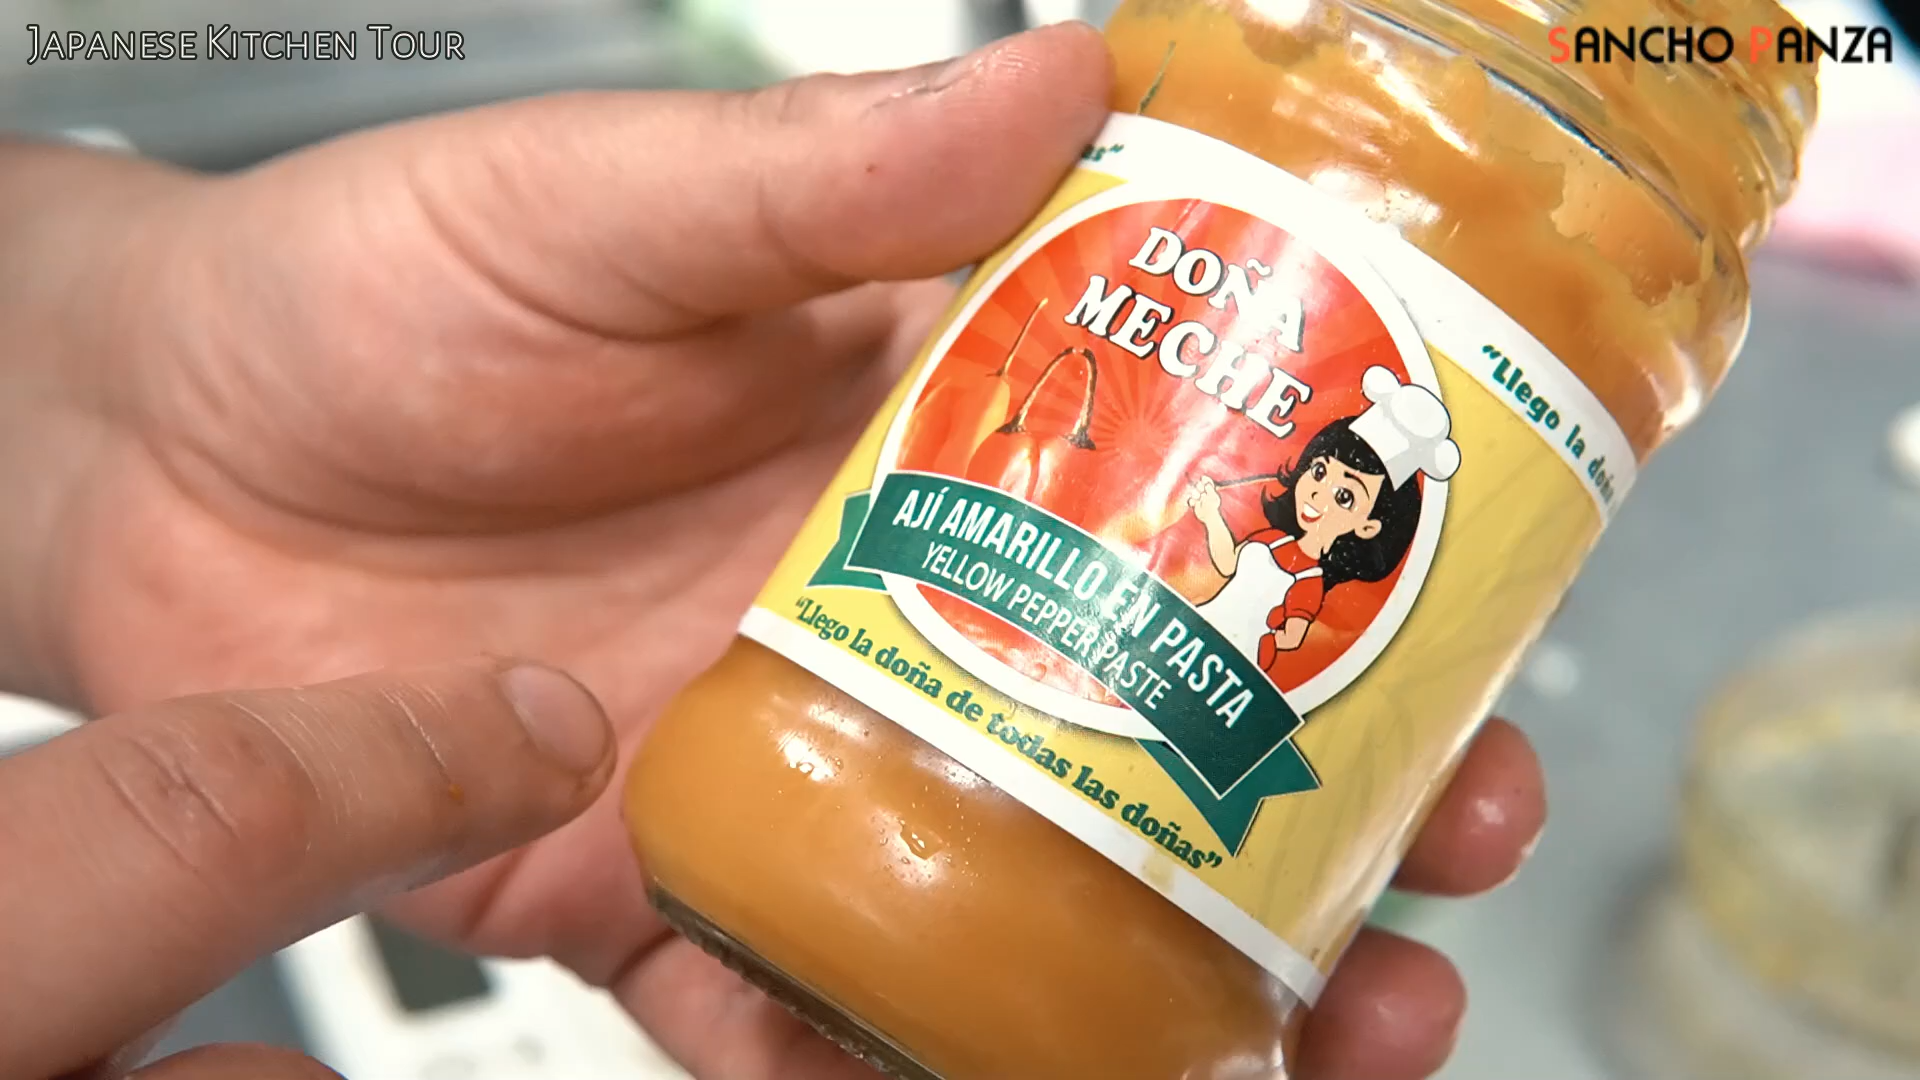 JAPANESE KITCHEN TOUR
SANCHO PANZA
DOÑA
MECHE
AJÍ AMARILLO EN PASTA
YELLOW PEPPER PASTE
"Llego la doña de todas las doñas"
"Llego la doña